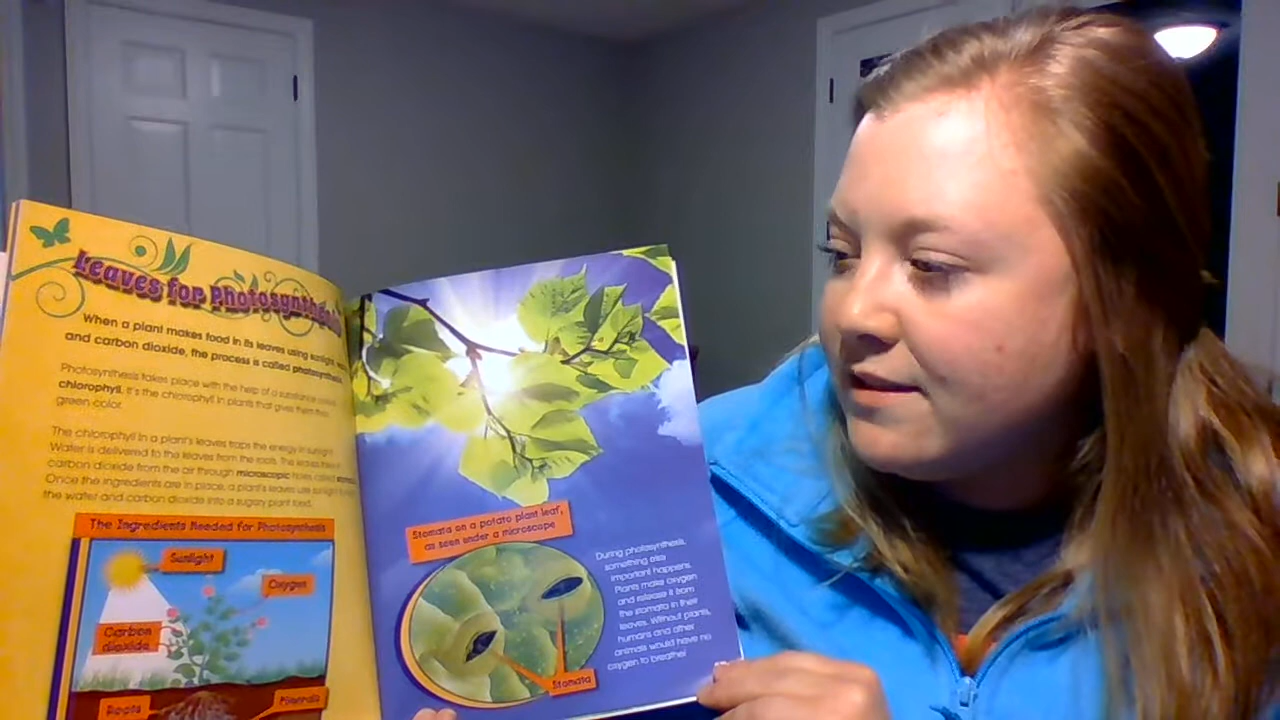 Leaves for Photosynthesis
When a plant makes food in its leaves using sunlight,
and carbon dioxide, the process is called photosynthesis.
Photosynthesis takes place with the help of a substance called
chlorophyll. It's the chlorophyll in plants that gives them their
green color.
The chlorophyll in a plant's leaves traps the energy in sunlight.
Water is delivered to the leaves from the roots. The leaves take in
carbon dioxide from the air through microscopic holes called
Once the ingredients are in place, a plant's leaves use sunlight to
the water and carbon dioxide into a sugary plant food.
The Ingredients Needed for Photosynthesis
Sunlight
Oxygen
Carbon
dioxide
Roots
Minerals
Stomata on a potato plant leaf,
as seen under a microscope
Stomata
During photosynthesis,
something else
important happens.
Plants make oxygen
and release it from
the stomata in their
leaves. Without plants,
humans and other
animals would have no
oxygen to breathe!